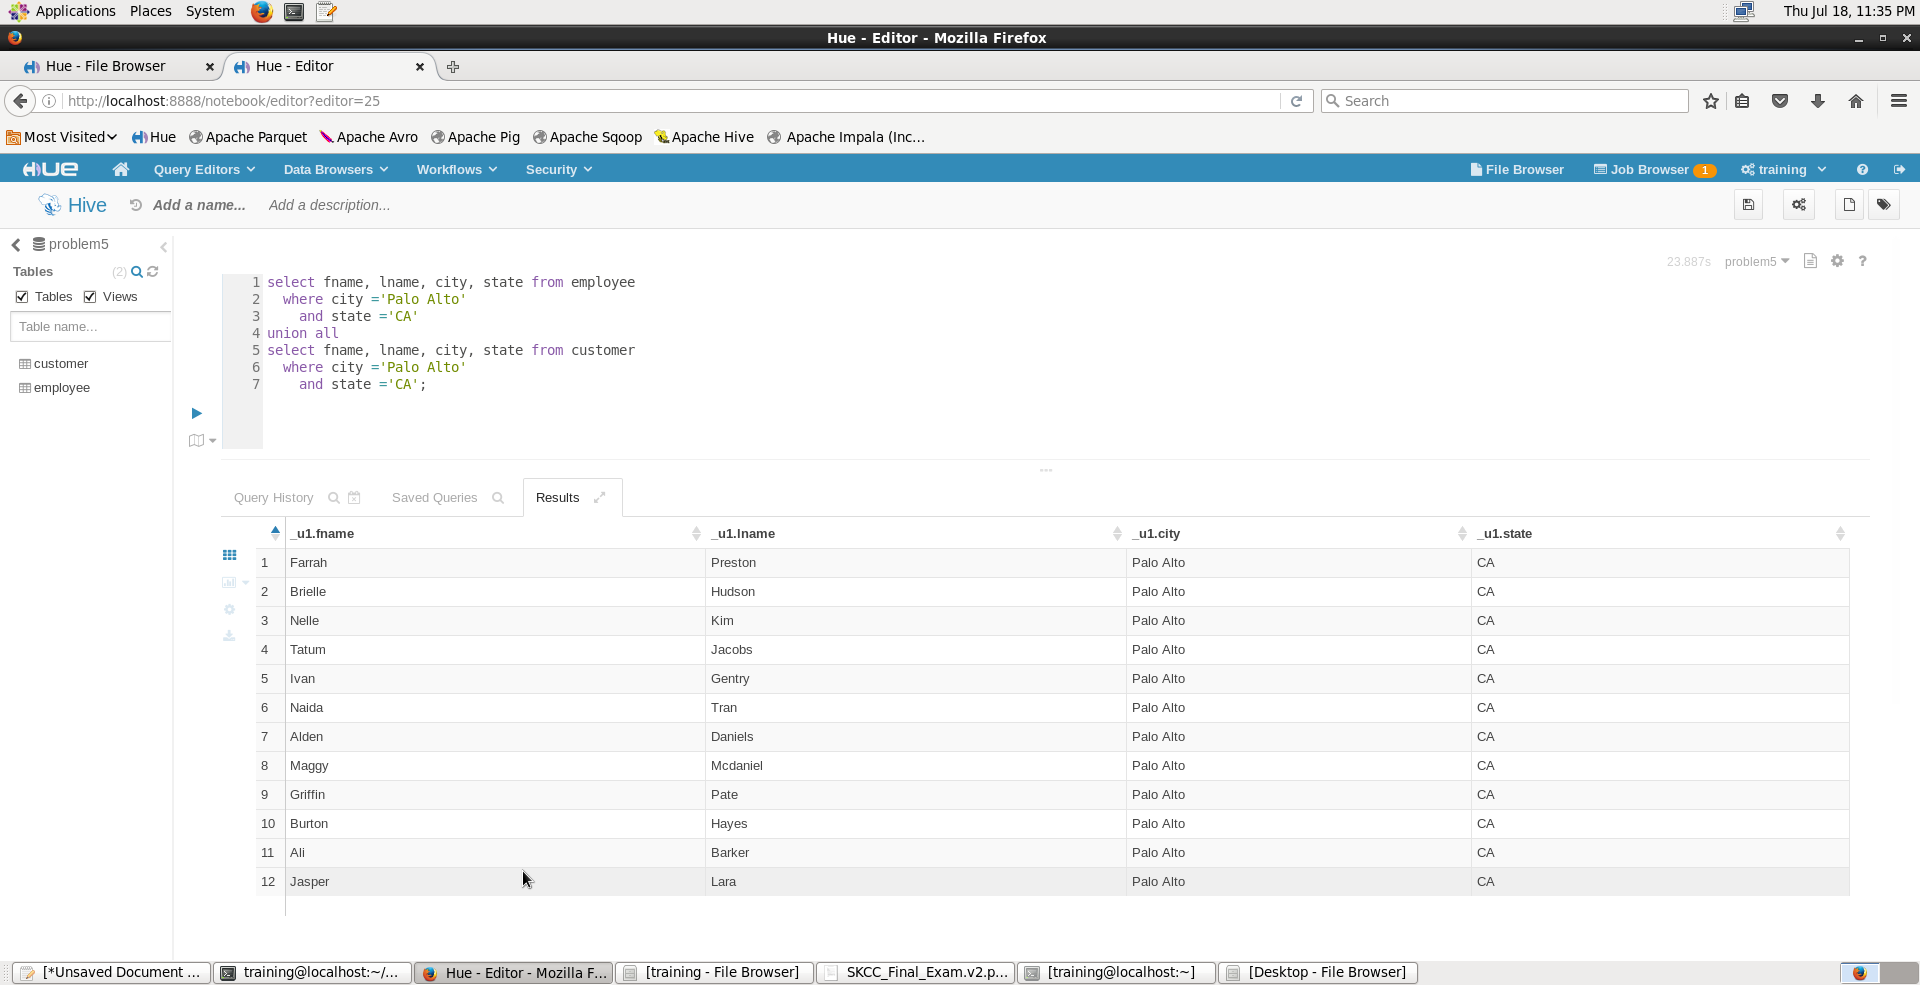 Applications Places System Thu Jul 18, 11:35 PM
Hue - Editor - Mozilla Firefox
Hue - File Browser Hue - Editor
http://localhost:8888/notebook/editor?editor=25 Search
Most Visited Hue Apache Parquet Apache Avro Apache Pig Apache Sqoop Apache Hive Apache Impala (Inc...
HUE Query Editors Data Browsers Workflows Security File Browser Job Browser 1 training
Hive Add a name... Add a description...
problem5
Tables (2)
Tables Views
Table name...
customer
employee
23.887s problem5 ?
1 select fname, lname, city, state from employee
2 where city ='Palo Alto'
3 and state ='CA'
4 union all
5 select fname, lname, city, state from customer
6 where city ='Palo Alto'
7 and state ='CA';
Query History Saved Queries Results
_u1.fname _u1.lname _u1.city _u1.state
1 Farrah Preston Palo Alto CA
2 Brielle Hudson Palo Alto CA
3 Nelle Kim Palo Alto CA
4 Tatum Jacobs Palo Alto CA
5 Ivan Gentry Palo Alto CA
6 Naida Tran Palo Alto CA
7 Alden Daniels Palo Alto CA
8 Maggy Mcdaniel Palo Alto CA
9 Griffin Pate Palo Alto CA
10 Burton Hayes Palo Alto CA
11 Ali Barker Palo Alto CA
12 Jasper Lara Palo Alto CA
[*Unsaved Document ... training@localhost:~/... Hue - Editor - Mozilla F... [training - File Browser] SKCC_Final_Exam.v2.p... [training@localhost:~] [Desktop - File Browser]